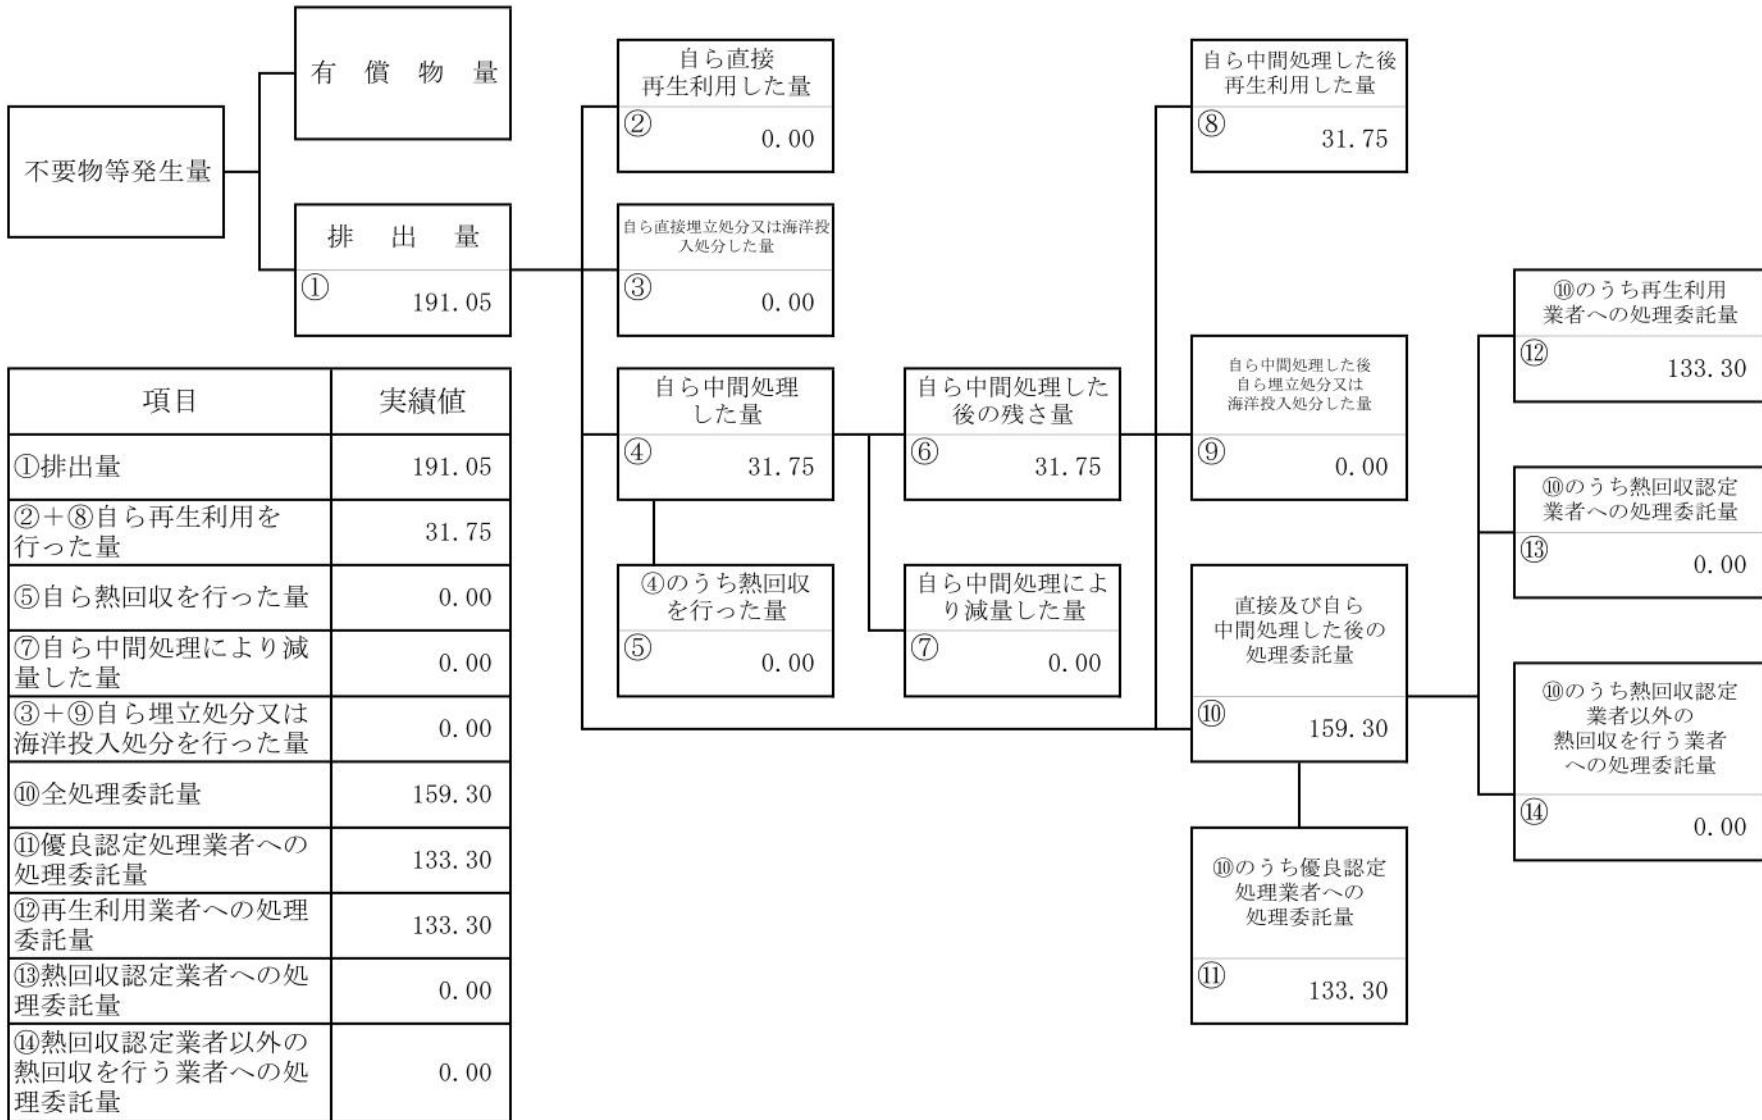 不要物等発生量
有償物量
排出量
①
191.05
自ら直接
再生利用した量
②
0.00
自ら直接埋立処分又は海洋投
入処分した量
③
0.00
自ら中間処理
した量
④
31.75
④のうち熱回収
を行った量
⑤
0.00
自ら中間処理した
後の残さ量
⑥
31.75
自ら中間処理によ
り減量した量
⑦
0.00
自ら中間処理した後
再生利用した量
⑧
31.75
自ら中間処理した後
自ら埋立処分又は
海洋投入処分した量
⑨
0.00
直接及び自ら
中間処理した後の
処理委託量
⑩
159.30
⑩のうち優良認定
処理業者への
処理委託量
⑪
133.30
⑩のうち再生利用
業者への処理委託量
⑫
133.30
⑩のうち熱回収認定
業者への処理委託量
⑬
0.00
⑩のうち熱回収認定
業者以外の
熱回収を行う業者
への処理委託量
⑭
0.00
項目 実績値
①排出量 191.05
②+⑧自ら再生利用を
行った量 31.75
⑤自ら熱回収を行った量 0.00
⑦自ら中間処理により減
量した量 0.00
③+⑨自ら埋立処分又は
海洋投入処分を行った量 0.00
⑩全処理委託量 159.30
⑪優良認定処理業者への
処理委託量 133.30
⑫再生利用業者への処理
委託量 133.30
⑬熱回収認定業者への処
理委託量 0.00
⑭熱回収認定業者以外の
熱回収を行う業者への処
理委託量 0.00